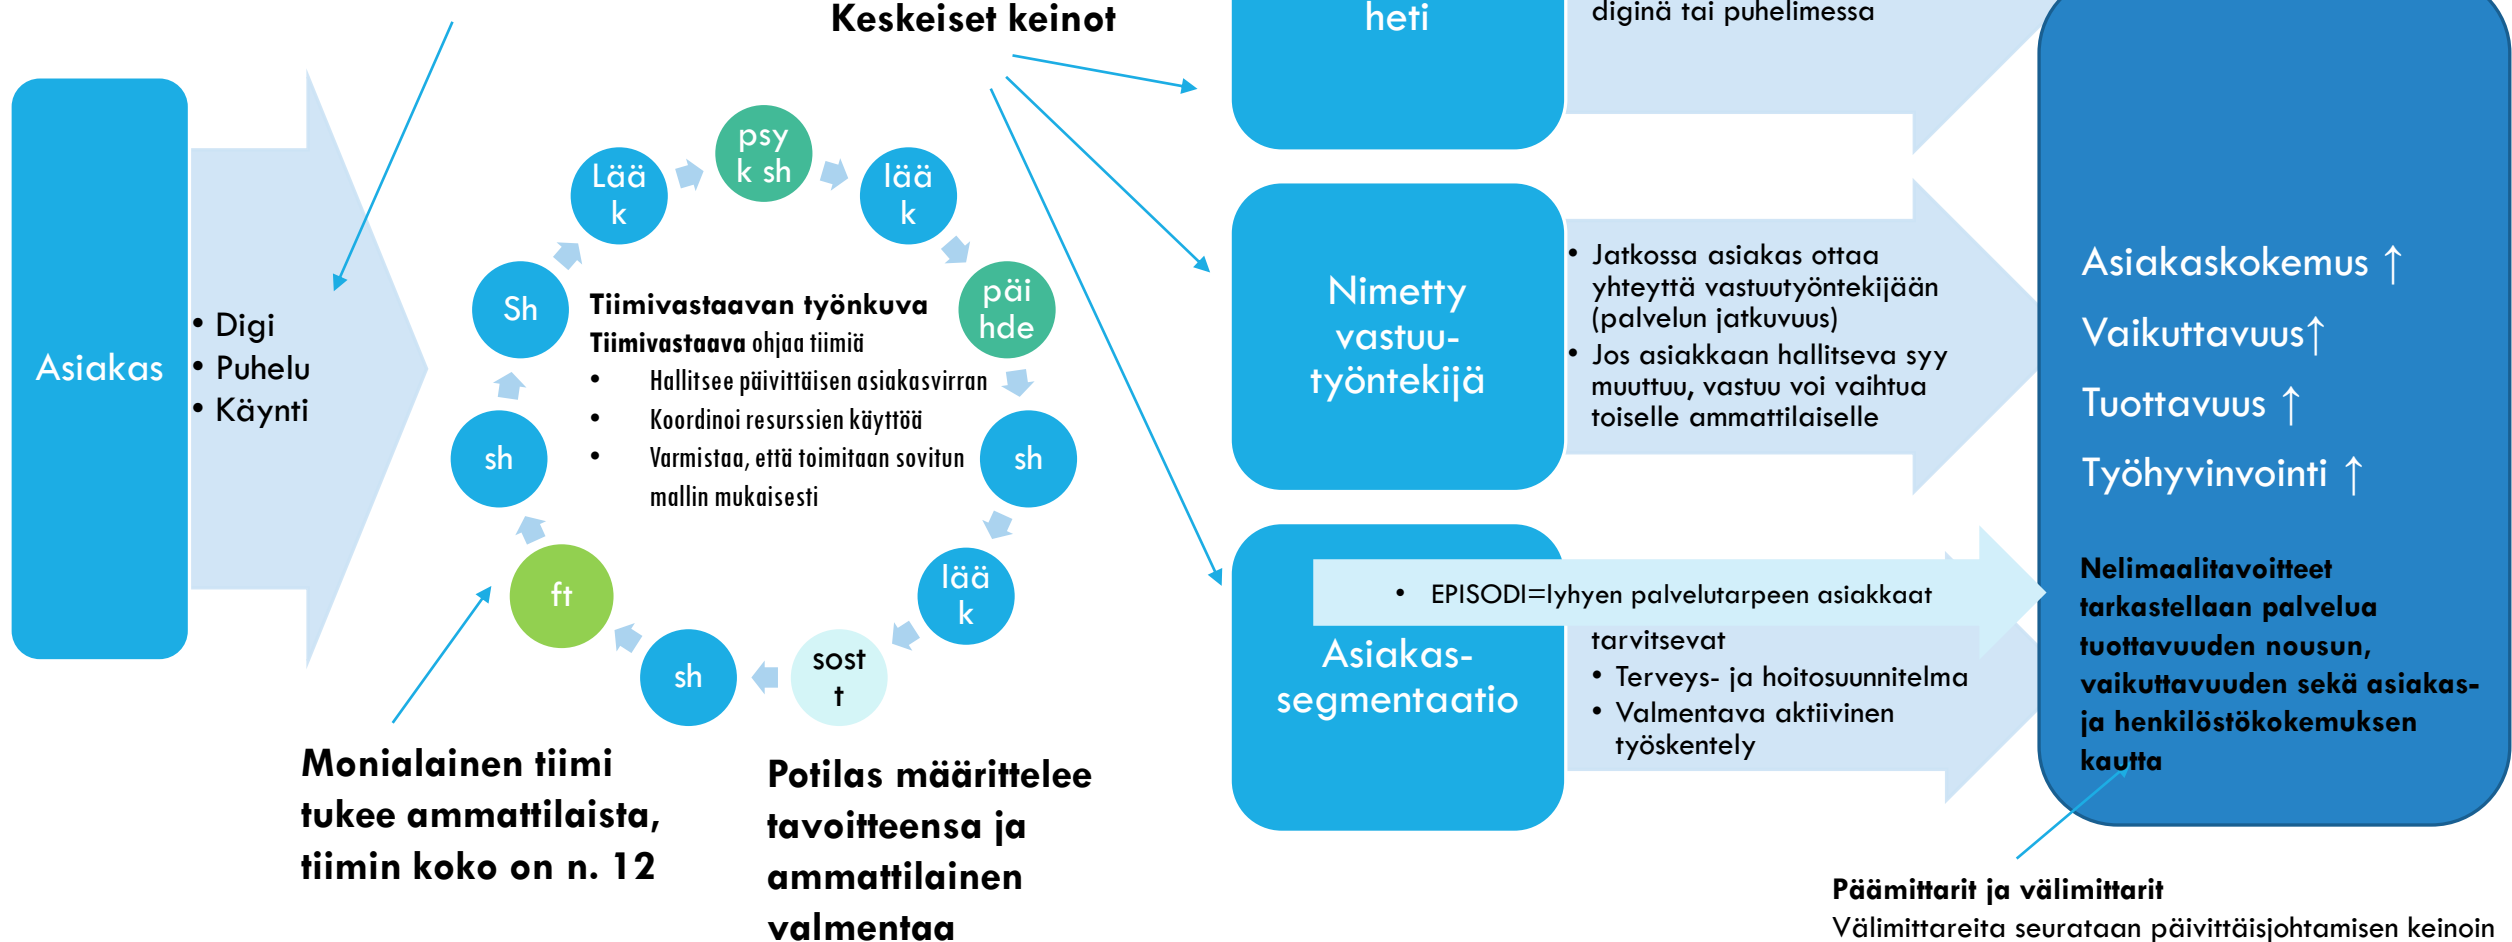 Keskeiset keinot
heti
diginä tai puhelimessa
Asiakas
• Digi
• Puhelu
• Käynti
psy
k sh
lää
k
päi
hde
sh
lää
k
sost
t
sh
ft
sh
Sh
Lää
k
Tiimivastaavan työnkuva
Tiimivastaava ohjaa tiimiä
• Hallitsee päivittäisen asiakasvirran
• Koordinoi resurssien käyttöä
• Varmistaa, että toimitaan sovitun
mallin mukaisesti
Monialainen tiimi
tukee ammattilaista,
tiimin koko on n. 12
Potilas määrittelee
tavoitteensa ja
ammattilainen
valmentaa
Nimetty
vastuu-
työntekijä
• Jatkossa asiakas ottaa
yhteyttä vastuutyöntekijään
(palvelun jatkuvuus)
• Jos asiakkaan hallitseva syy
muuttuu, vastuu voi vaihtua
toiselle ammattilaiselle
• EPISODI=lyhyen palvelutarpeen asiakkaat
Asiakas-
segmentaatio
tarvitsevat
• Terveys- ja hoitosuunnitelma
• Valmentava aktiivinen
työskentely
Asiakaskokemus ↑
Vaikuttavuus↑
Tuottavuus ↑
Työhyvinvointi ↑
Nelimaalitavoitteet
tarkastellaan palvelua
tuottavuuden nousun,
vaikuttavuuden sekä asiakas-
ja henkilöstökokemuksen
kautta
Päämittarit ja välimittarit
Välimittareita seurataan päivittäisjohtamisen keinoin